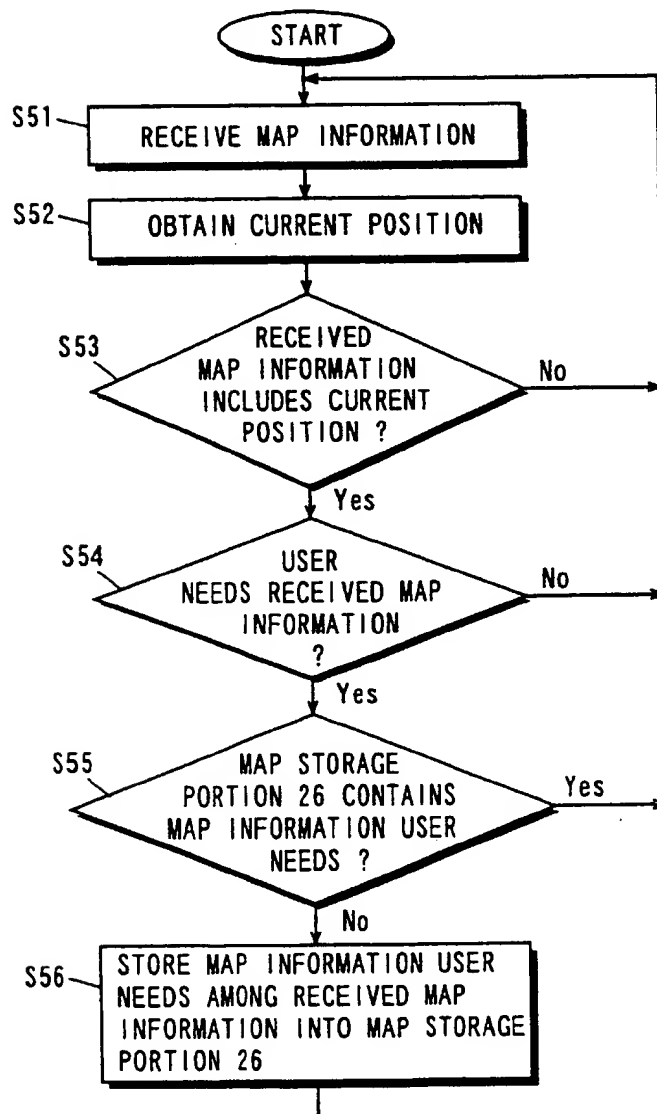 START
S51
RECEIVE MAP INFORMATION
S52
OBTAIN CURRENT POSITION
S53
RECEIVED
MAP INFORMATION
INCLUDES CURRENT
POSITION ?
No
Yes
S54
USER
NEEDS RECEIVED MAP
INFORMATION
?
No
Yes
S55
MAP STORAGE
PORTION 26 CONTAINS
MAP INFORMATION USER
NEEDS ?
Yes
No
S56
STORE MAP INFORMATION USER
NEEDS AMONG RECEIVED MAP
INFORMATION INTO MAP STORAGE
PORTION 26